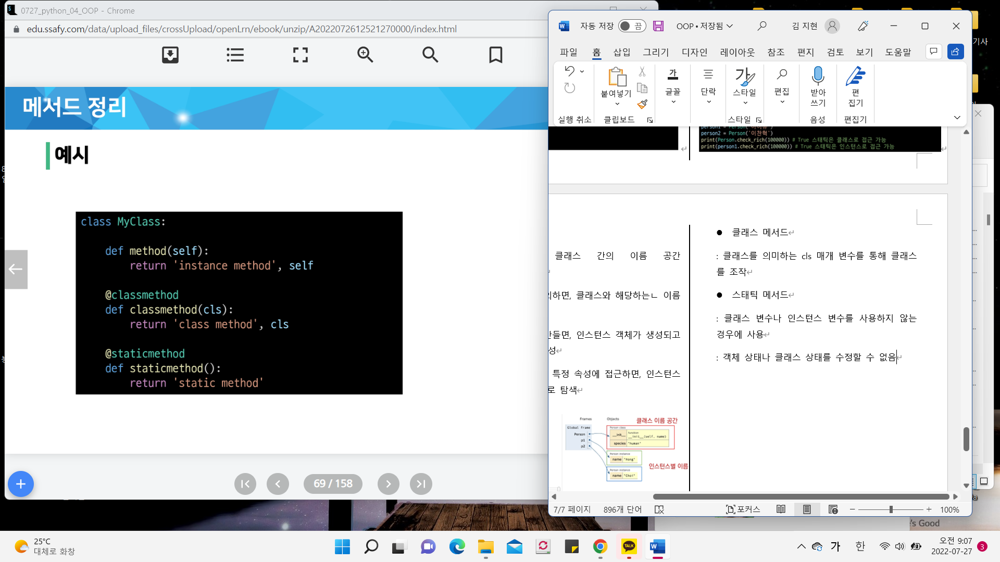 0727_python_04_OOP - Chrome
edu.ssafy.com/data/upload_files/crossUpload/openLrn/ebook/unzip/A2022072612521270000/index.html
메서드 정리
예시
class MyClass:
def method(self):
return 'instance method', self
@classmethod
def classmethod(cls):
return 'class method', cls
@staticmethod
def staticmethod():
return 'static method'
69 / 158
자동 저장 끔 OOP • 저장됨 김 지현
파일 홈 삽입 그리기 디자인 레이아웃 참조 편지 검토 보기 도움말
붙여넣기 글꼴 단락 스타일 편집 받아쓰기 편집기
실행 취소 클립보드 스타일 음성 편집기
person2 = Person('이찬혁')
print(Person.check_rich(100000)) # True 스태틱은 클래스로 접근 가능
print(person1.check_rich(100000)) # True 스태틱은 인스턴스로 접근 가능
클래스 간의 이름 공간
하면, 클래스와 해당하는ㄴ 이름
들면, 인스턴스 객체가 생성되고
성
특정 속성에 접근하면, 인스턴스
로 탐색
Frames Objects 클래스 이름 공간
Global frame
Person
p1
p2
Person class
__init__ function
__init__(self, name)
species "human"
Person instance
name "Yong"
인스턴스별 이름
Person instance
name "Choi"
● 클래스 메서드
: 클래스를 의미하는 cls 매개 변수를 통해 클래스
를 조작
● 스태틱 메서드
: 클래스 변수나 인스턴스 변수를 사용하지 않는
경우에 사용
: 객체 상태나 클래스 상태를 수정할 수 없음
7/7 페이지 896개 단어 포커스 100%
기사
's Good
25°C
대체로 화창
TALK
가 한
오전 9:07
2022-07-27
3